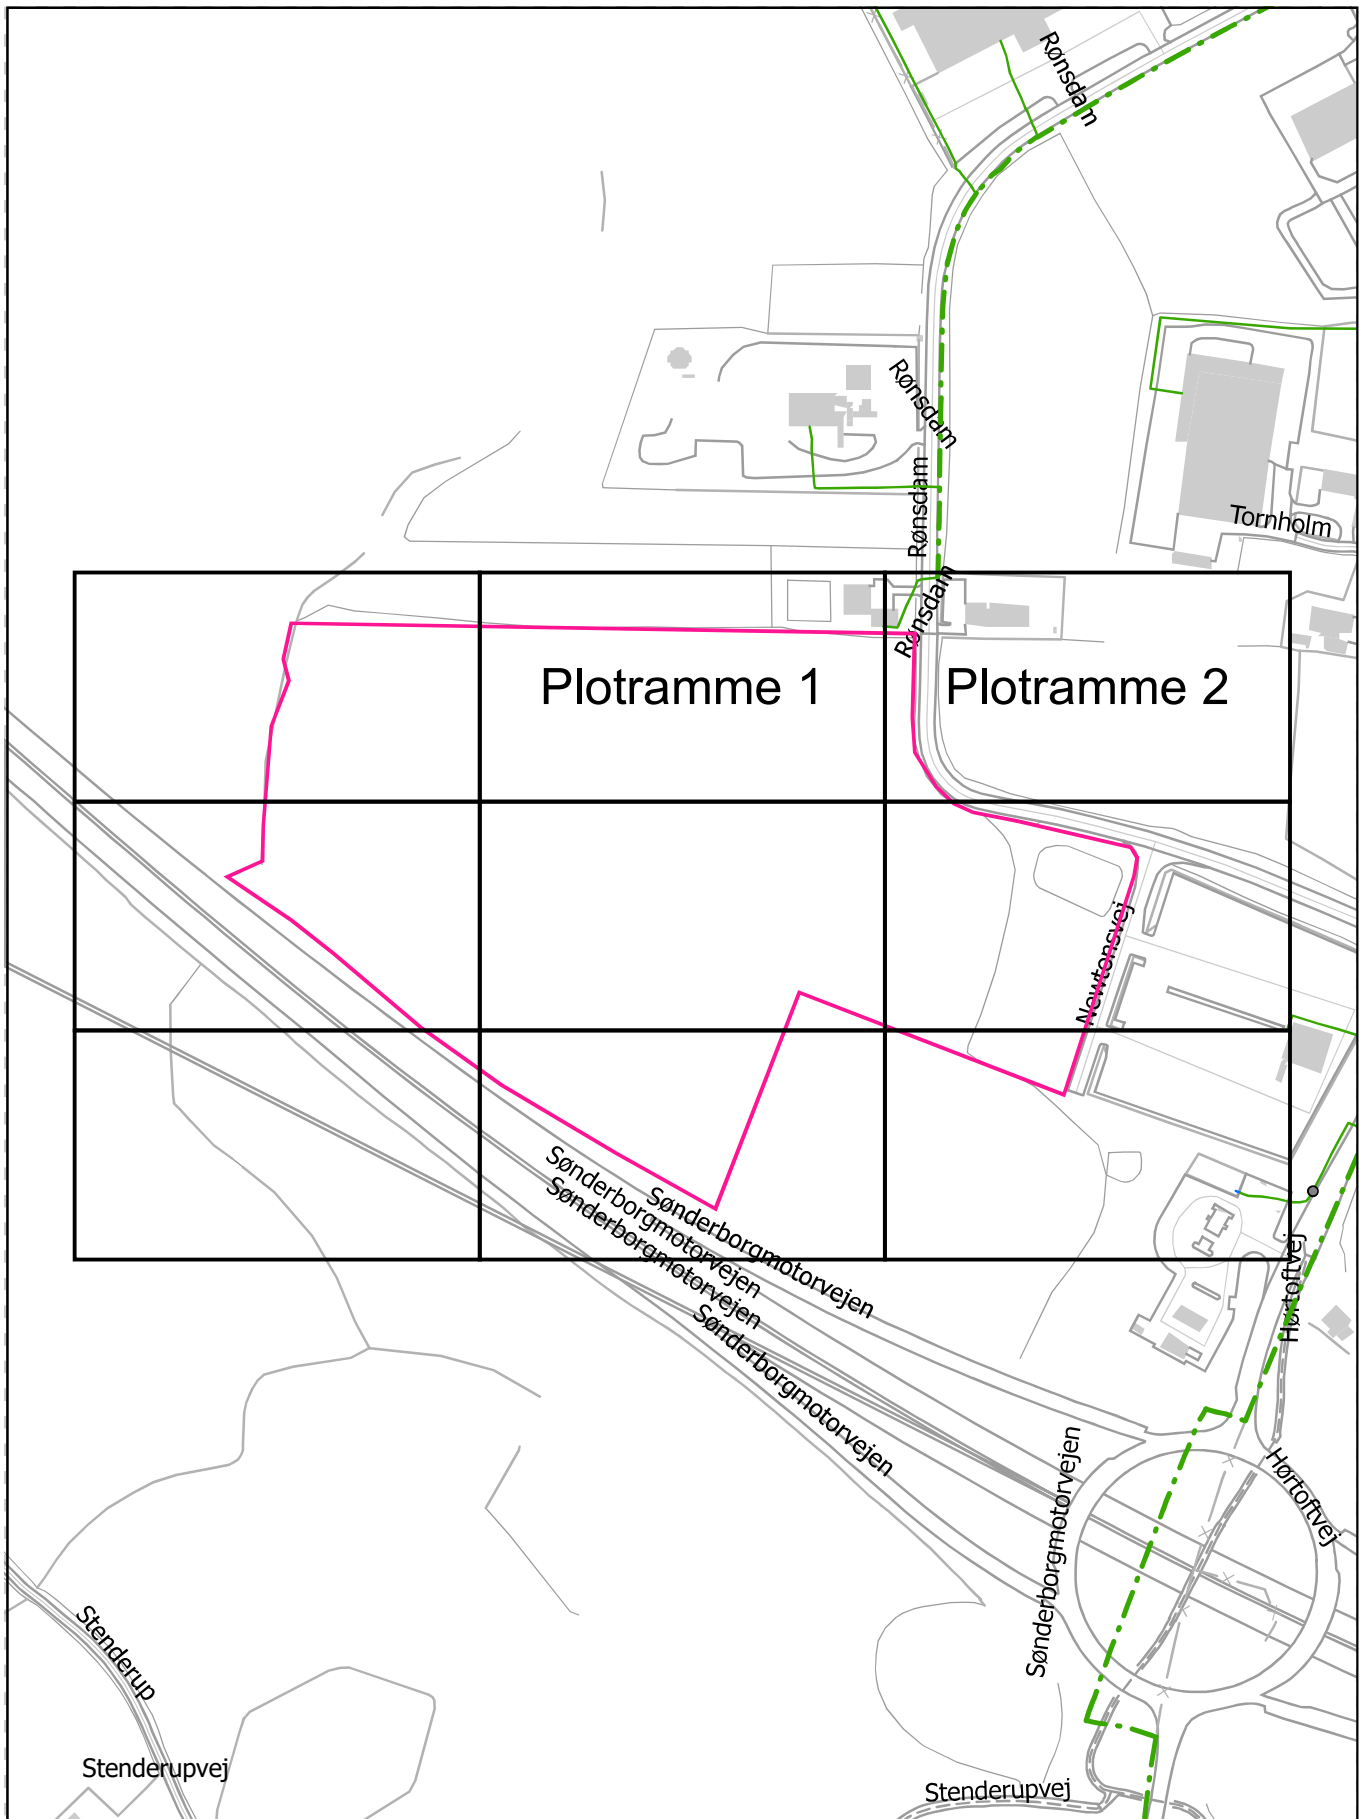 Rønsdam
Rønsdam
Rønsdam
Tornholm
Rønsdam
Plotramme 1
Plotramme 2
Newtonsvej
Sønderborgmotorvejen
Sønderborgmotorvejen
Sønderborgmotorvejen
Sønderborgmotorvejen
Hørtoftvej
Sønderborgmotorvejen
Hørtoftvej
Stenderup
Stenderupvej
Stenderupvej